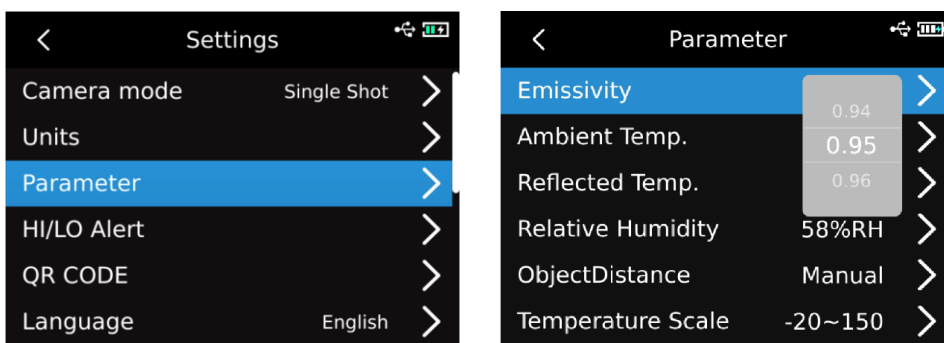 Settings
Camera mode Single Shot
Units
Parameter
HI/LO Alert
QR CODE
Language English
Parameter
Emissivity
0.94
Ambient Temp. 0.95
Reflected Temp. 0.96
Relative Humidity 58%RH
ObjectDistance Manual
Temperature Scale -20~150